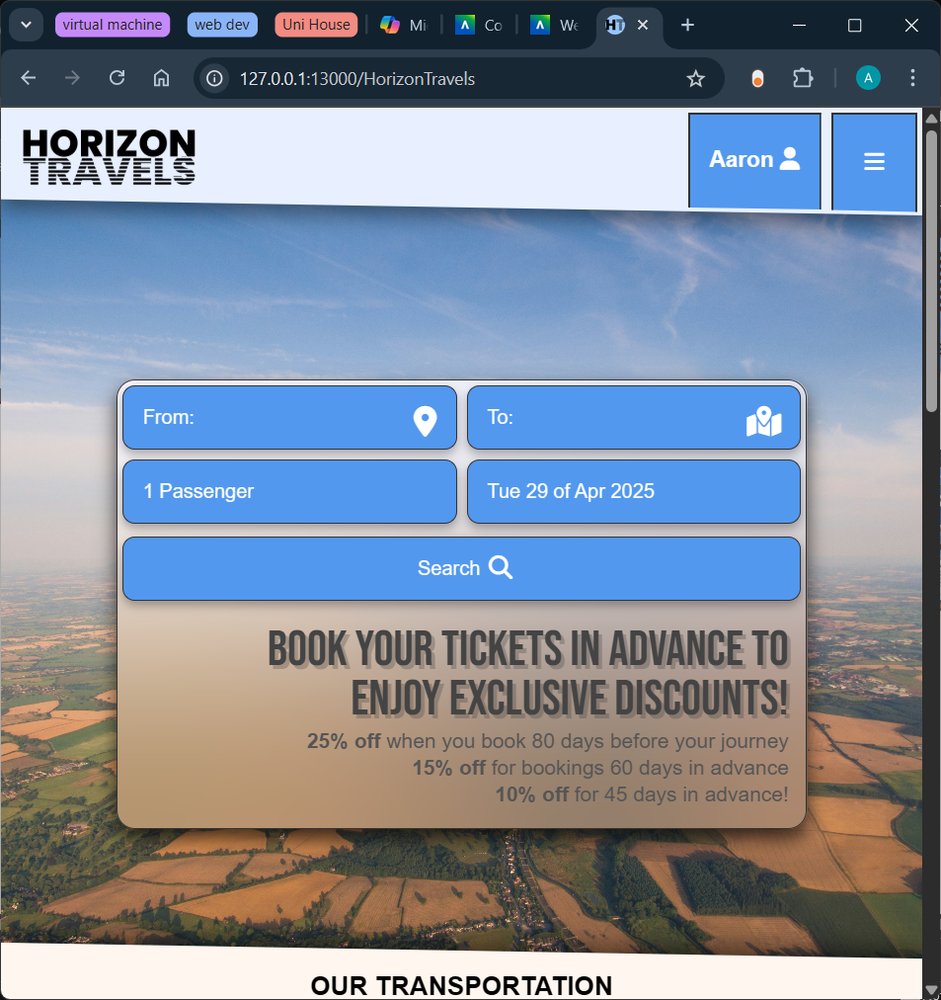 virtual machine
web dev
Uni House
Mi
Co
We
HT
127.0.0.1:13000/HorizonTravels
A
HORIZON
TRAVELS
Aaron
From:
To:
1 Passenger
Tue 29 of Apr 2025
Search
BOOK YOUR TICKETS IN ADVANCE TO
ENJOY EXCLUSIVE DISCOUNTS!
25% off when you book 80 days before your journey
15% off for bookings 60 days in advance
10% off for 45 days in advance!
OUR TRANSPORTATION